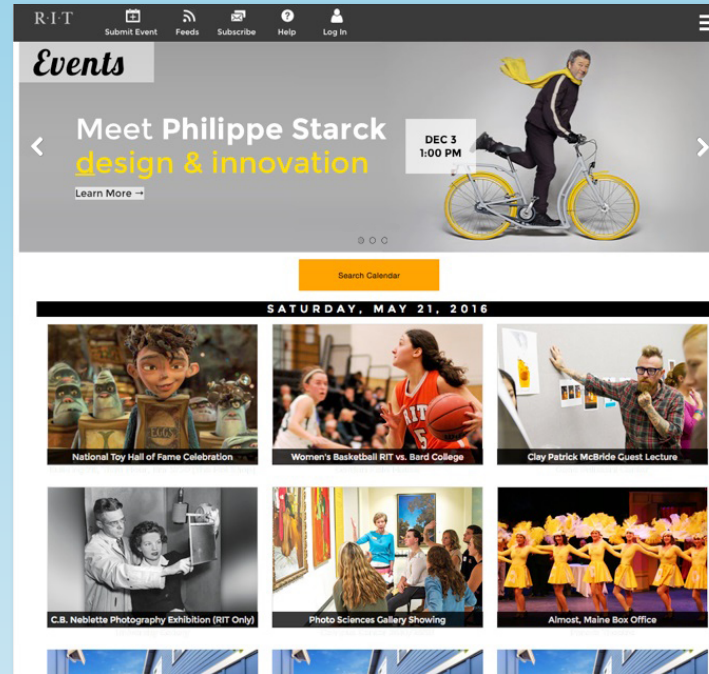 R·I·T
Submit Event Feeds Subscribe Help Log In
Events
Meet Philippe Starck
design & innovation
DEC 3
1:00 PM
Learn More →
Search Calendar
SATURDAY, MAY 21, 2016
National Toy Hall of Fame Celebration
Women's Basketball RIT vs. Bard College
Clay Patrick McBride Guest Lecture
RIT
5
C.B. Neblette Photography Exhibition (RIT Only)
Photo Sciences Gallery Showing
Almost, Maine Box Office